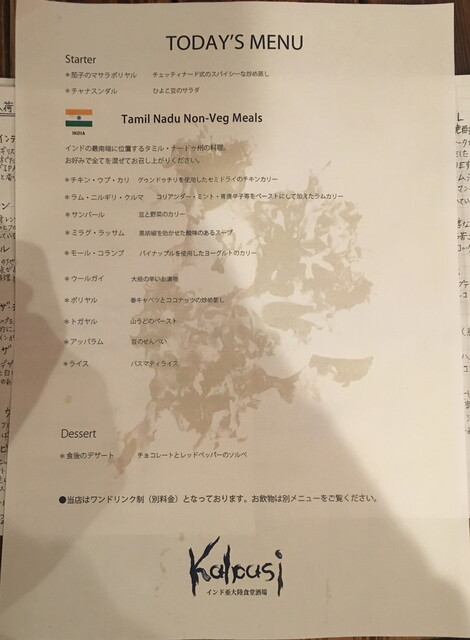 TODAY'S MENU
Starter
＊茄子のマサラポリヤル　チェッティナード式のスパイシーな炒め蒸し
＊チャナスンダル　ひよこ豆のサラダ
INDIA
Tamil Nadu Non-Veg Meals
インドの最南端に位置するタミル・ナードゥ州の料理。
お好みで全てを混ぜてお召し上がりください。
＊チキン・ウプ・カリ　グゥンドゥチリを使用したセミドライのチキンカリー
＊ラム・ニルギリ・クルマ　コリアンダー・ミント・青唐辛子等をペーストにして加えたラムカリー
＊サンバール　豆と野菜のカリー
＊ミラグ・ラッサム　黒胡椒を効かせた酸味のあるスープ
＊モール・コランブ　パイナップルを使用したヨーグルトのカリー
＊ウールガイ　大根の辛いお漬物
＊ポリヤル　春キャベツとココナッツの炒め蒸し
＊トガヤル　山うどのペースト
＊アッパラム　豆のせんべい
＊ライス　バスマティライス
Dessert
＊食後のデザート　チョコレートとレッドペッパーのソルベ
●当店はワンドリンク制（別料金）となっております。お飲物は別メニューをご覧ください。
Kalpasi
インド亜大陸食堂酒場